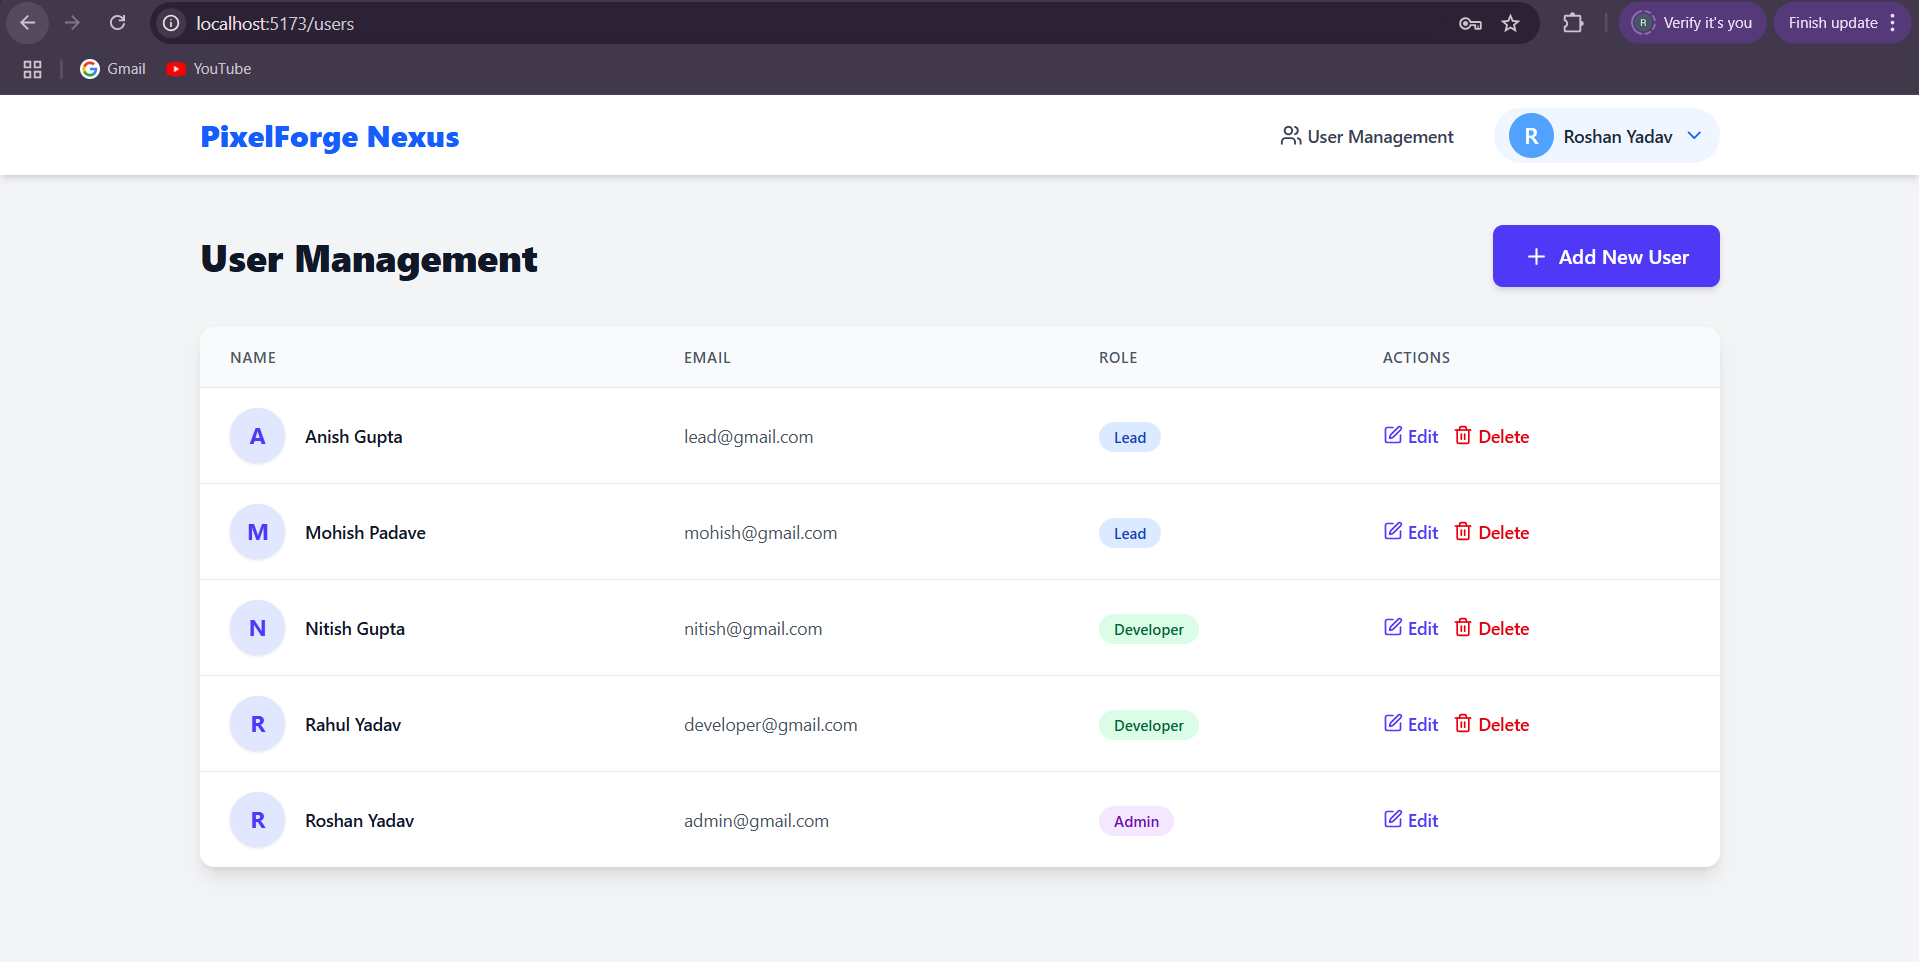 localhost:5173/users
R Verify it's you
Finish update
Gmail YouTube
PixelForge Nexus
User Management
R Roshan Yadav
User Management
+ Add New User
NAME EMAIL ROLE ACTIONS
A Anish Gupta lead@gmail.com Lead Edit Delete
M Mohish Padave mohish@gmail.com Lead Edit Delete
N Nitish Gupta nitish@gmail.com Developer Edit Delete
R Rahul Yadav developer@gmail.com Developer Edit Delete
R Roshan Yadav admin@gmail.com Admin Edit